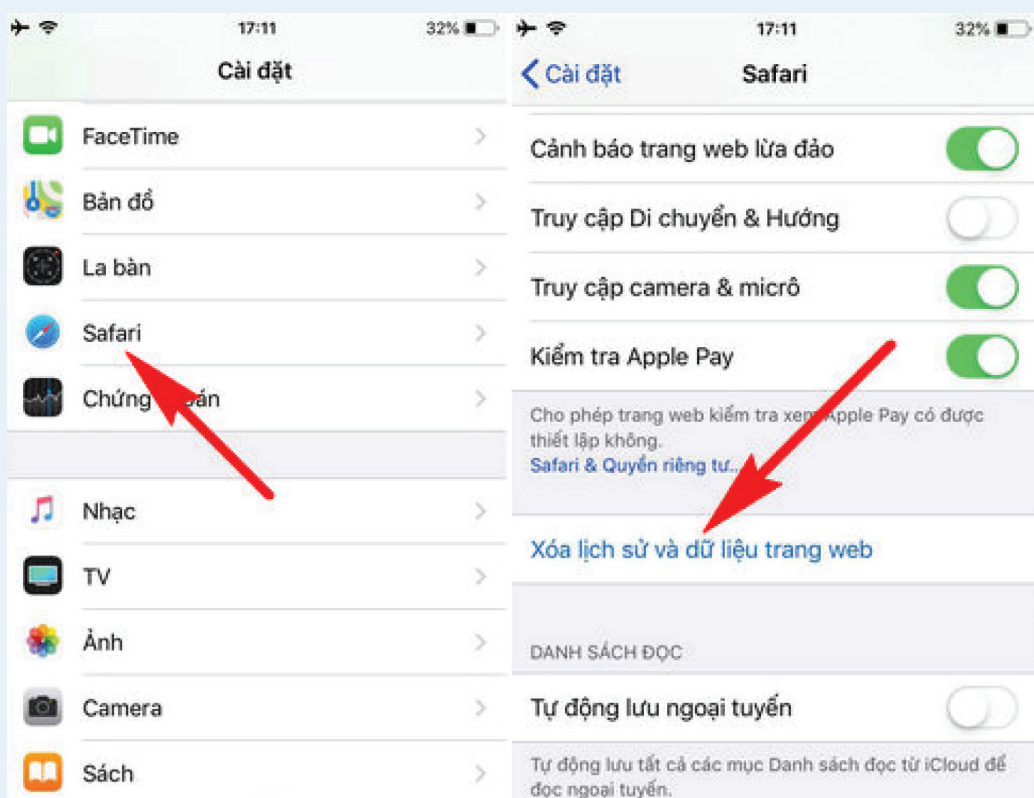 17:11
32%
Cài đặt
FaceTime
Bản đồ
La bàn
Safari
Chứng
Nhạc
TV
Ảnh
Camera
Sách
17:11
32%
Cài đặt
Safari
Cảnh báo trang web lừa đảo
Truy cập Di chuyển & Hướng
Truy cập camera & micrô
Kiểm tra Apple Pay
Cho phép trang web kiểm tra xem Apple Pay có được
thiết lập không.
Safari & Quyền riêng tư...
Xóa lịch sử và dữ liệu trang web
DANH SÁCH ĐỌC
Tự động lưu ngoại tuyến
Tự động lưu tất cả các mục Danh sách đọc từ iCloud để
đọc ngoại tuyến.